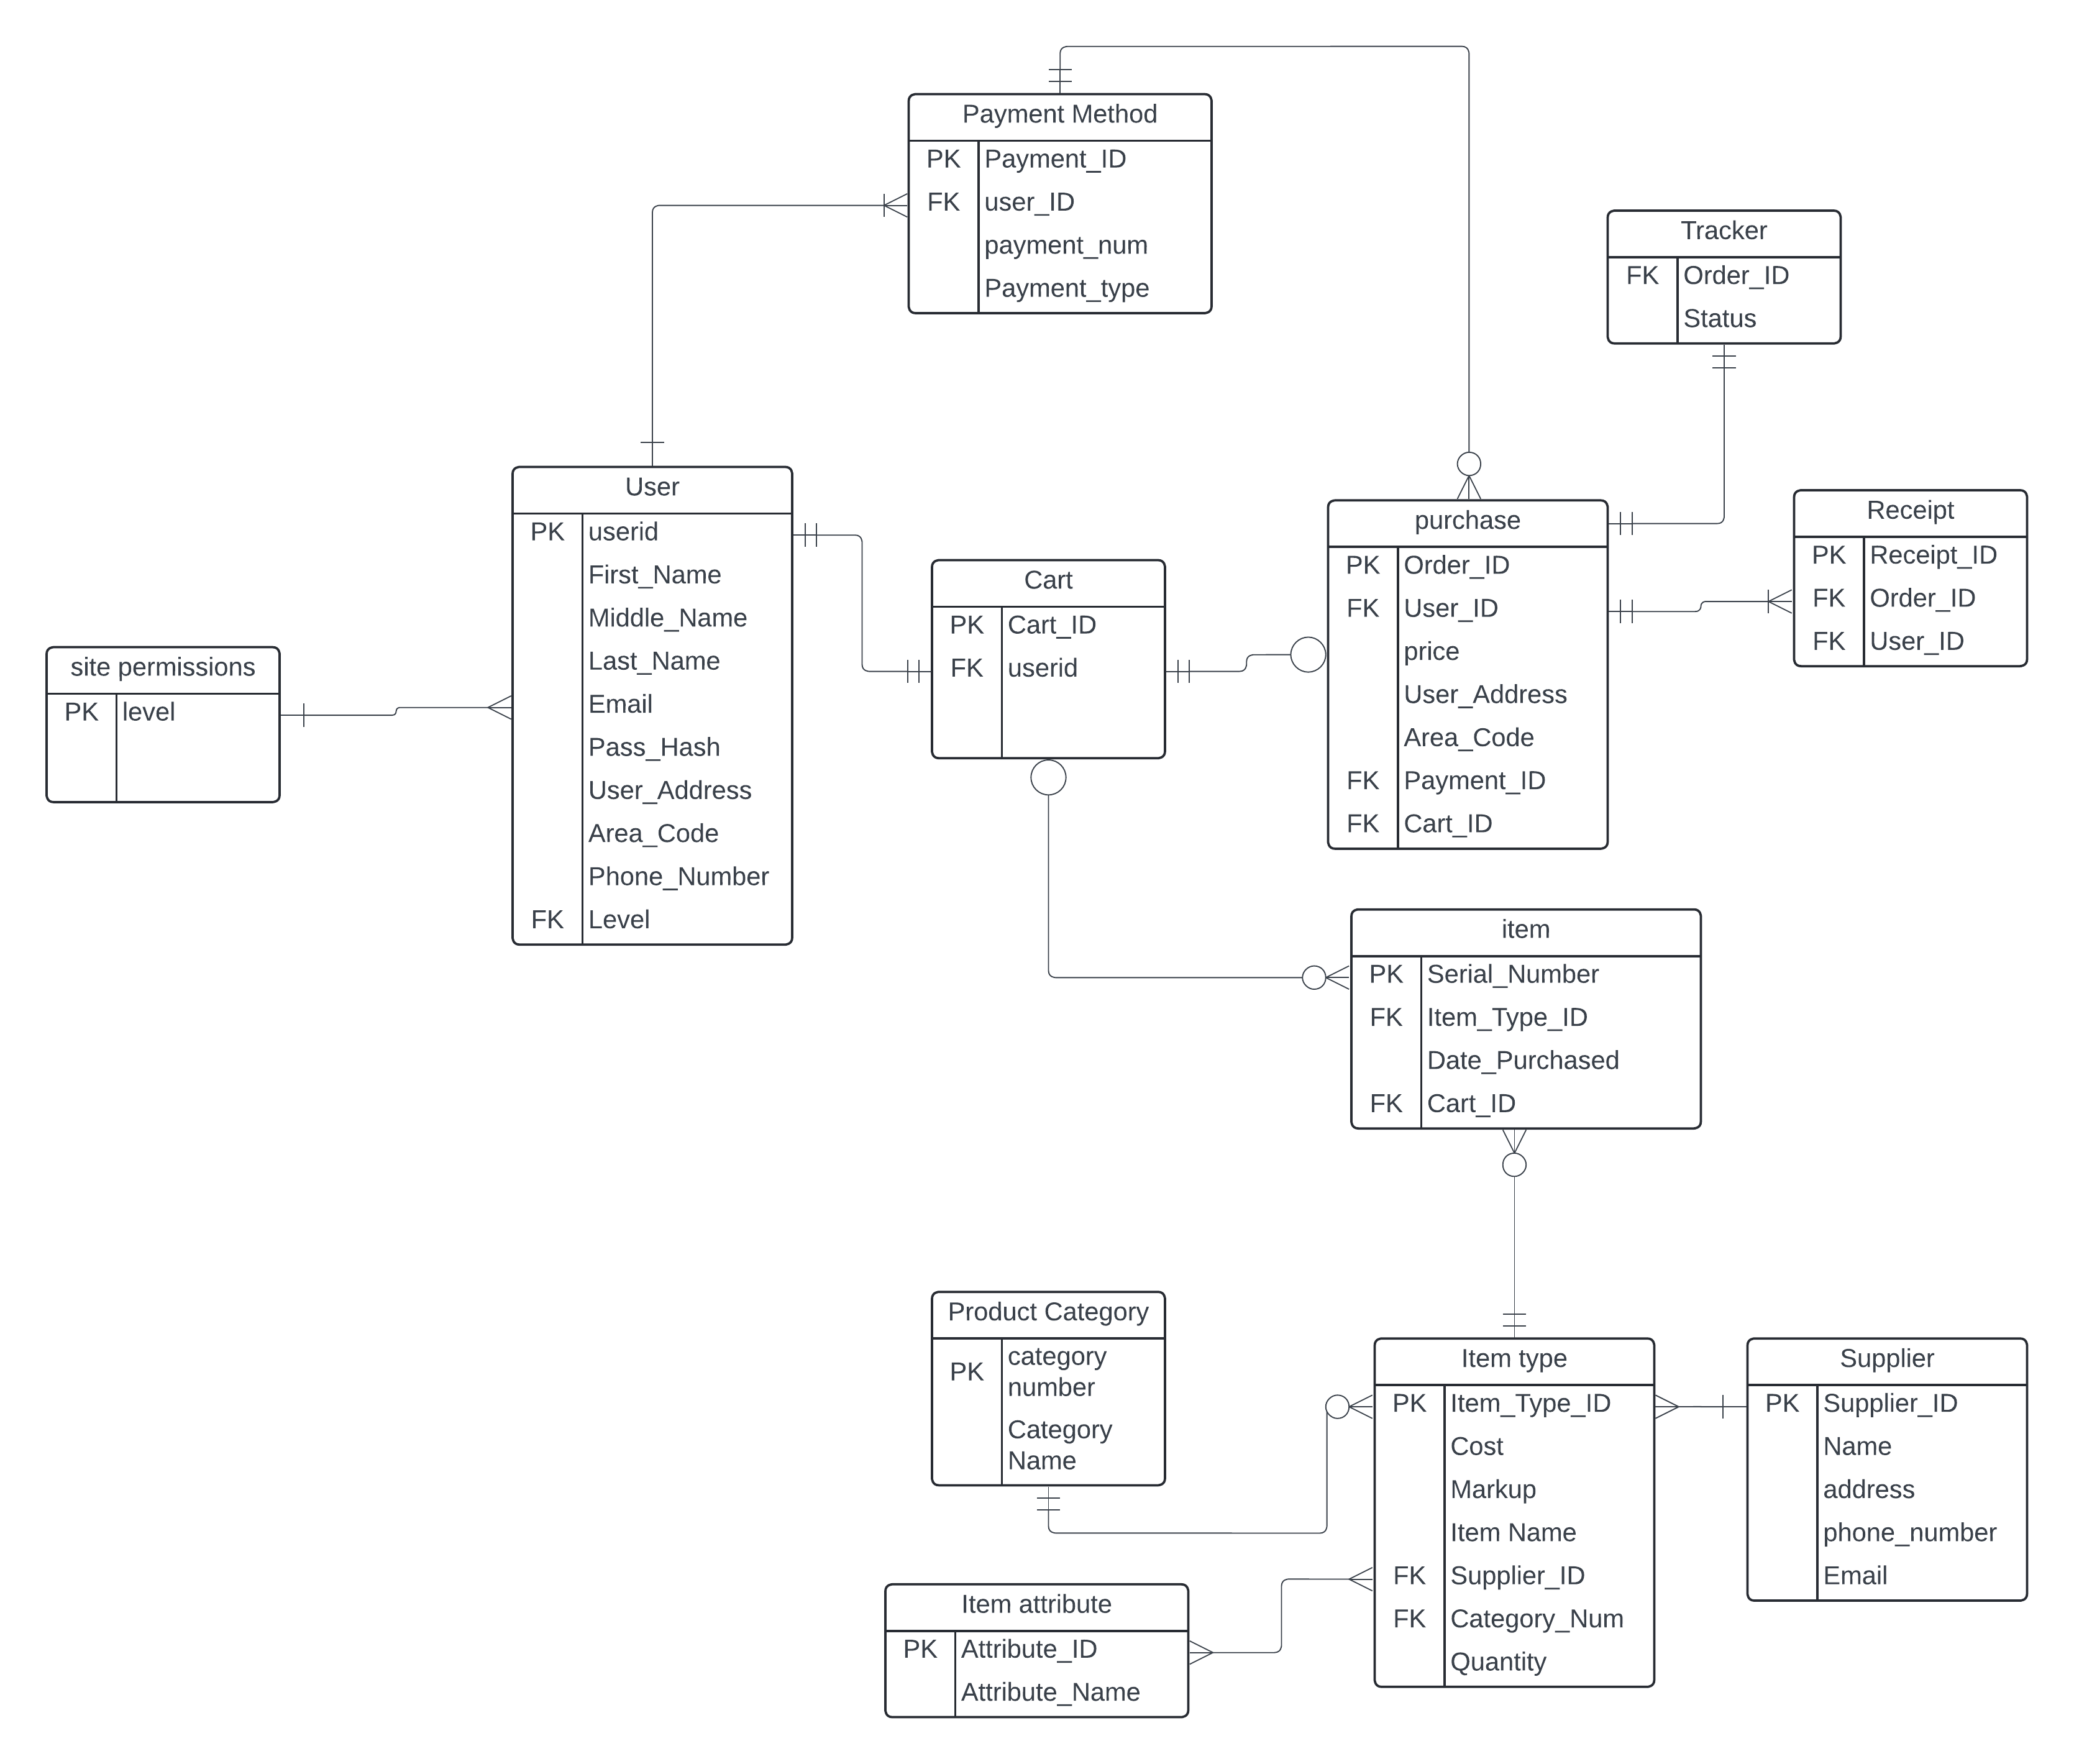 Payment Method
PK Payment_ID
FK user_ID
payment_num
Payment_type
Tracker
FK Order_ID
Status
User
PK userid
First_Name
Middle_Name
Last_Name
Email
Pass_Hash
User_Address
Area_Code
Phone_Number
FK Level
site permissions
PK level
Cart
PK Cart_ID
FK userid
purchase
PK Order_ID
FK User_ID
price
User_Address
Area_Code
FK Payment_ID
FK Cart_ID
Receipt
PK Receipt_ID
FK Order_ID
FK User_ID
item
PK Serial_Number
FK Item_Type_ID
Date_Purchased
FK Cart_ID
Product Category
PK category
number
Category
Name
Item type
PK Item_Type_ID
Cost
Markup
Item Name
FK Supplier_ID
FK Category_Num
Quantity
Supplier
PK Supplier_ID
Name
address
phone_number
Email
Item attribute
PK Attribute_ID
Attribute_Name